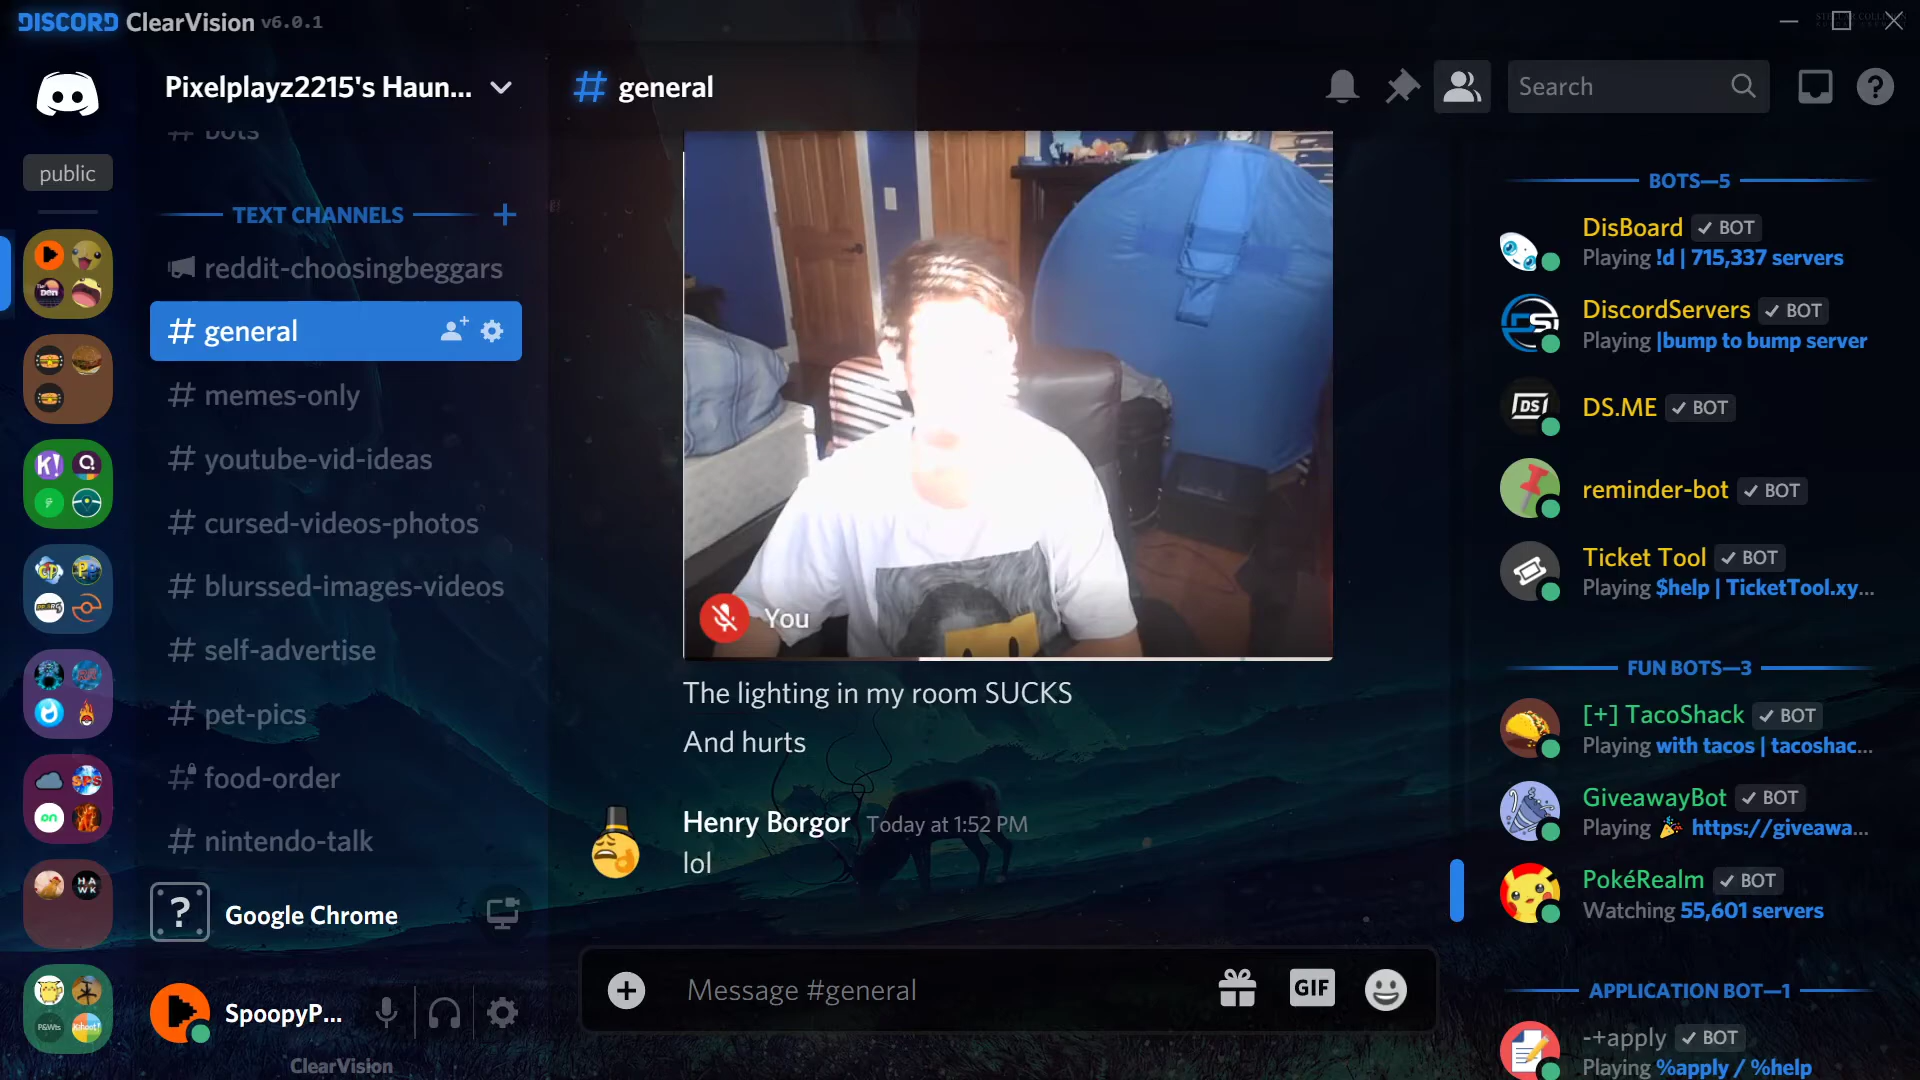 DISCORD ClearVision v6.0.1
public
Pixelplayz2215's Haun...
bots
TEXT CHANNELS
reddit-choosingbeggars
general
memes-only
youtube-vid-ideas
cursed-videos-photos
blurssed-images-videos
self-advertise
pet-pics
food-order
nintendo-talk
? Google Chrome
SpoopyP...
ClearVision
# general
Search
You
The lighting in my room SUCKS
And hurts
Henry Borgor Today at 1:52 PM
lol
Message #general
GIF
BOTS—5
DisBoard ✓ BOT
Playing !d | 715,337 servers
DiscordServers ✓ BOT
Playing |bump to bump server
DS.ME ✓ BOT
reminder-bot ✓ BOT
Ticket Tool ✓ BOT
Playing $help | TicketTool.xy...
FUN BOTS—3
[+] TacoShack ✓ BOT
Playing with tacos | tacoshac...
GiveawayBot ✓ BOT
Playing 🎉 https://giveawa...
PokéRealm ✓ BOT
Watching 55,601 servers
APPLICATION BOT—1
-+apply ✓ BOT
Playing %apply / %help